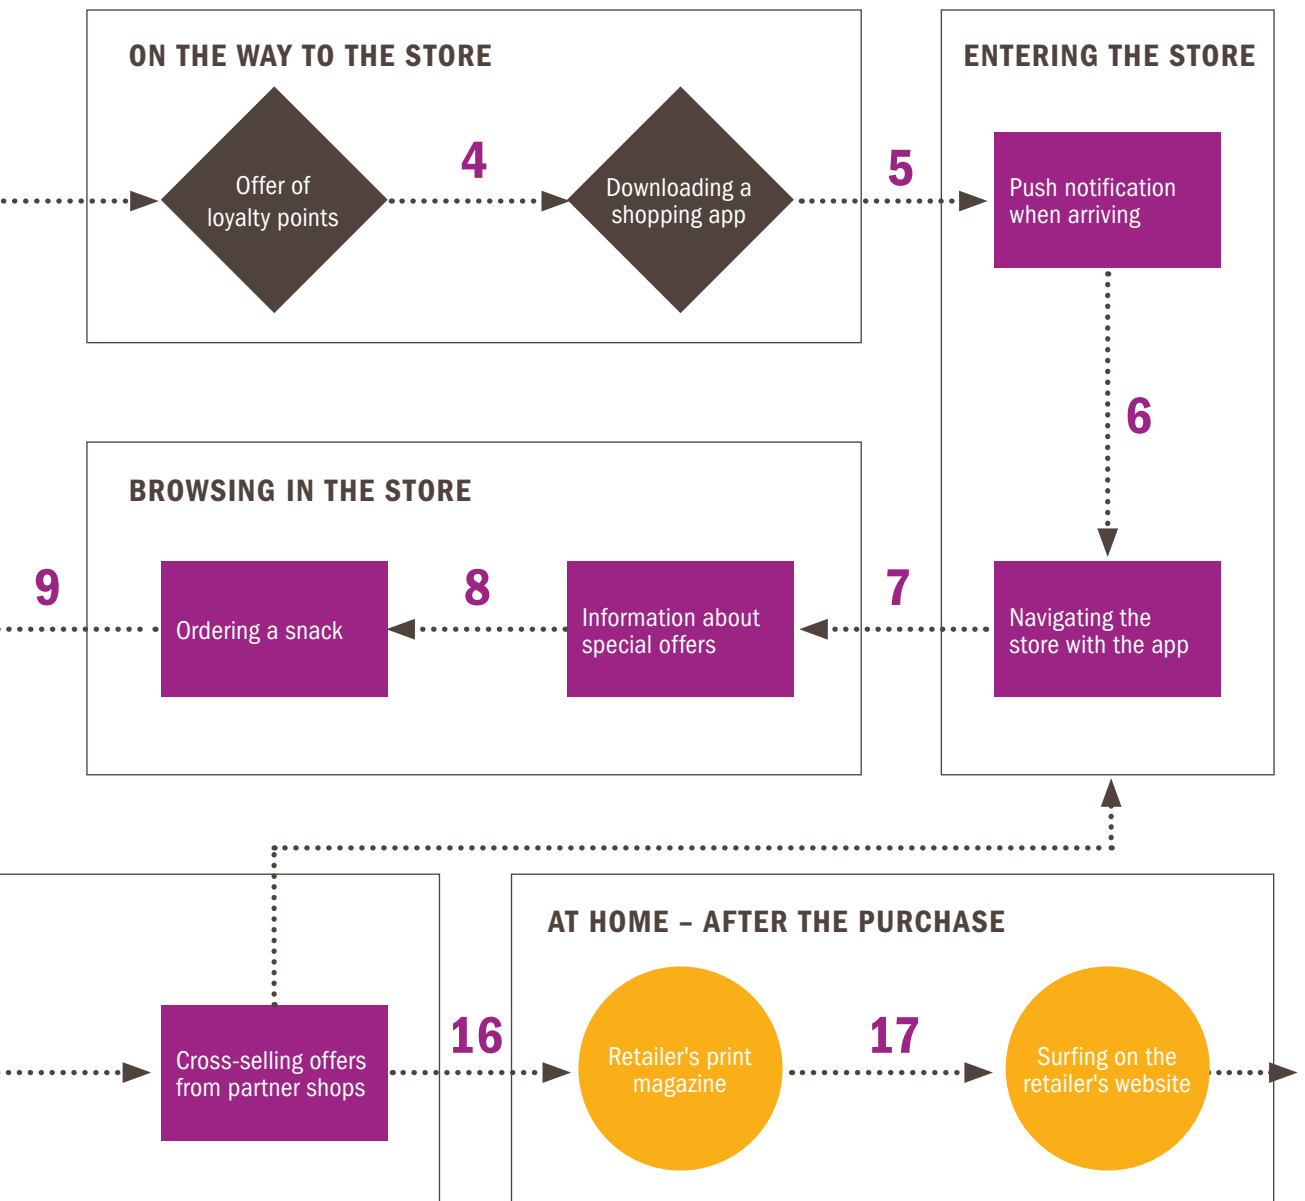 ON THE WAY TO THE STORE
Offer of
loyalty points
4
Downloading a
shopping app
5
ENTERING THE STORE
Push notification
when arriving
6
Navigating the
store with the app
7
BROWSING IN THE STORE
Information about
special offers
8
Ordering a snack
9
Cross-selling offers
from partner shops
16
AT HOME – AFTER THE PURCHASE
Retailer's print
magazine
17
Surfing on the
retailer's website